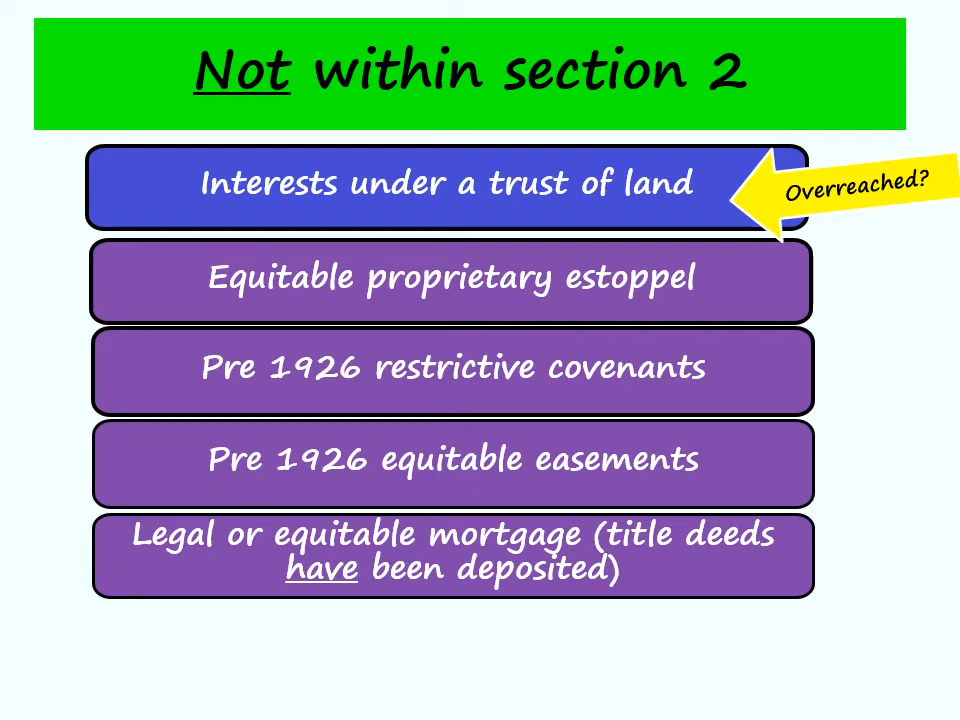 Not within section 2
Interests under a trust of land
Overreached?
Equitable proprietary estoppel
Pre 1926 restrictive covenants
Pre 1926 equitable easements
Legal or equitable mortgage (title deeds
have been deposited)